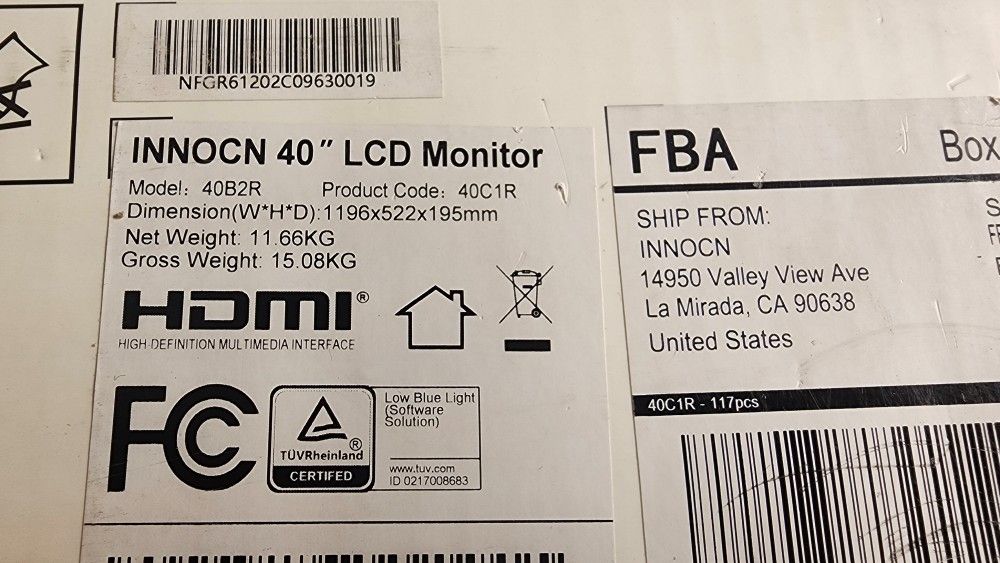 NFGR61202C09630019
INNOCN 40" LCD Monitor
Model: 40B2R Product Code: 40C1R
Dimension(W*H*D):1196x522x195mm
Net Weight: 11.66KG
Gross Weight: 15.08KG
HDMI®
HIGH-DEFINITION MULTIMEDIA INTERFACE
FC
TÜVRheinland®
CERTIFED
Low Blue Light
(Software
Solution)
www.tuv.com
ID 0217008683
FBA
Box
SHIP FROM:
INNOCN
14950 Valley View Ave
La Mirada, CA 90638
United States
40C1R - 117pcs